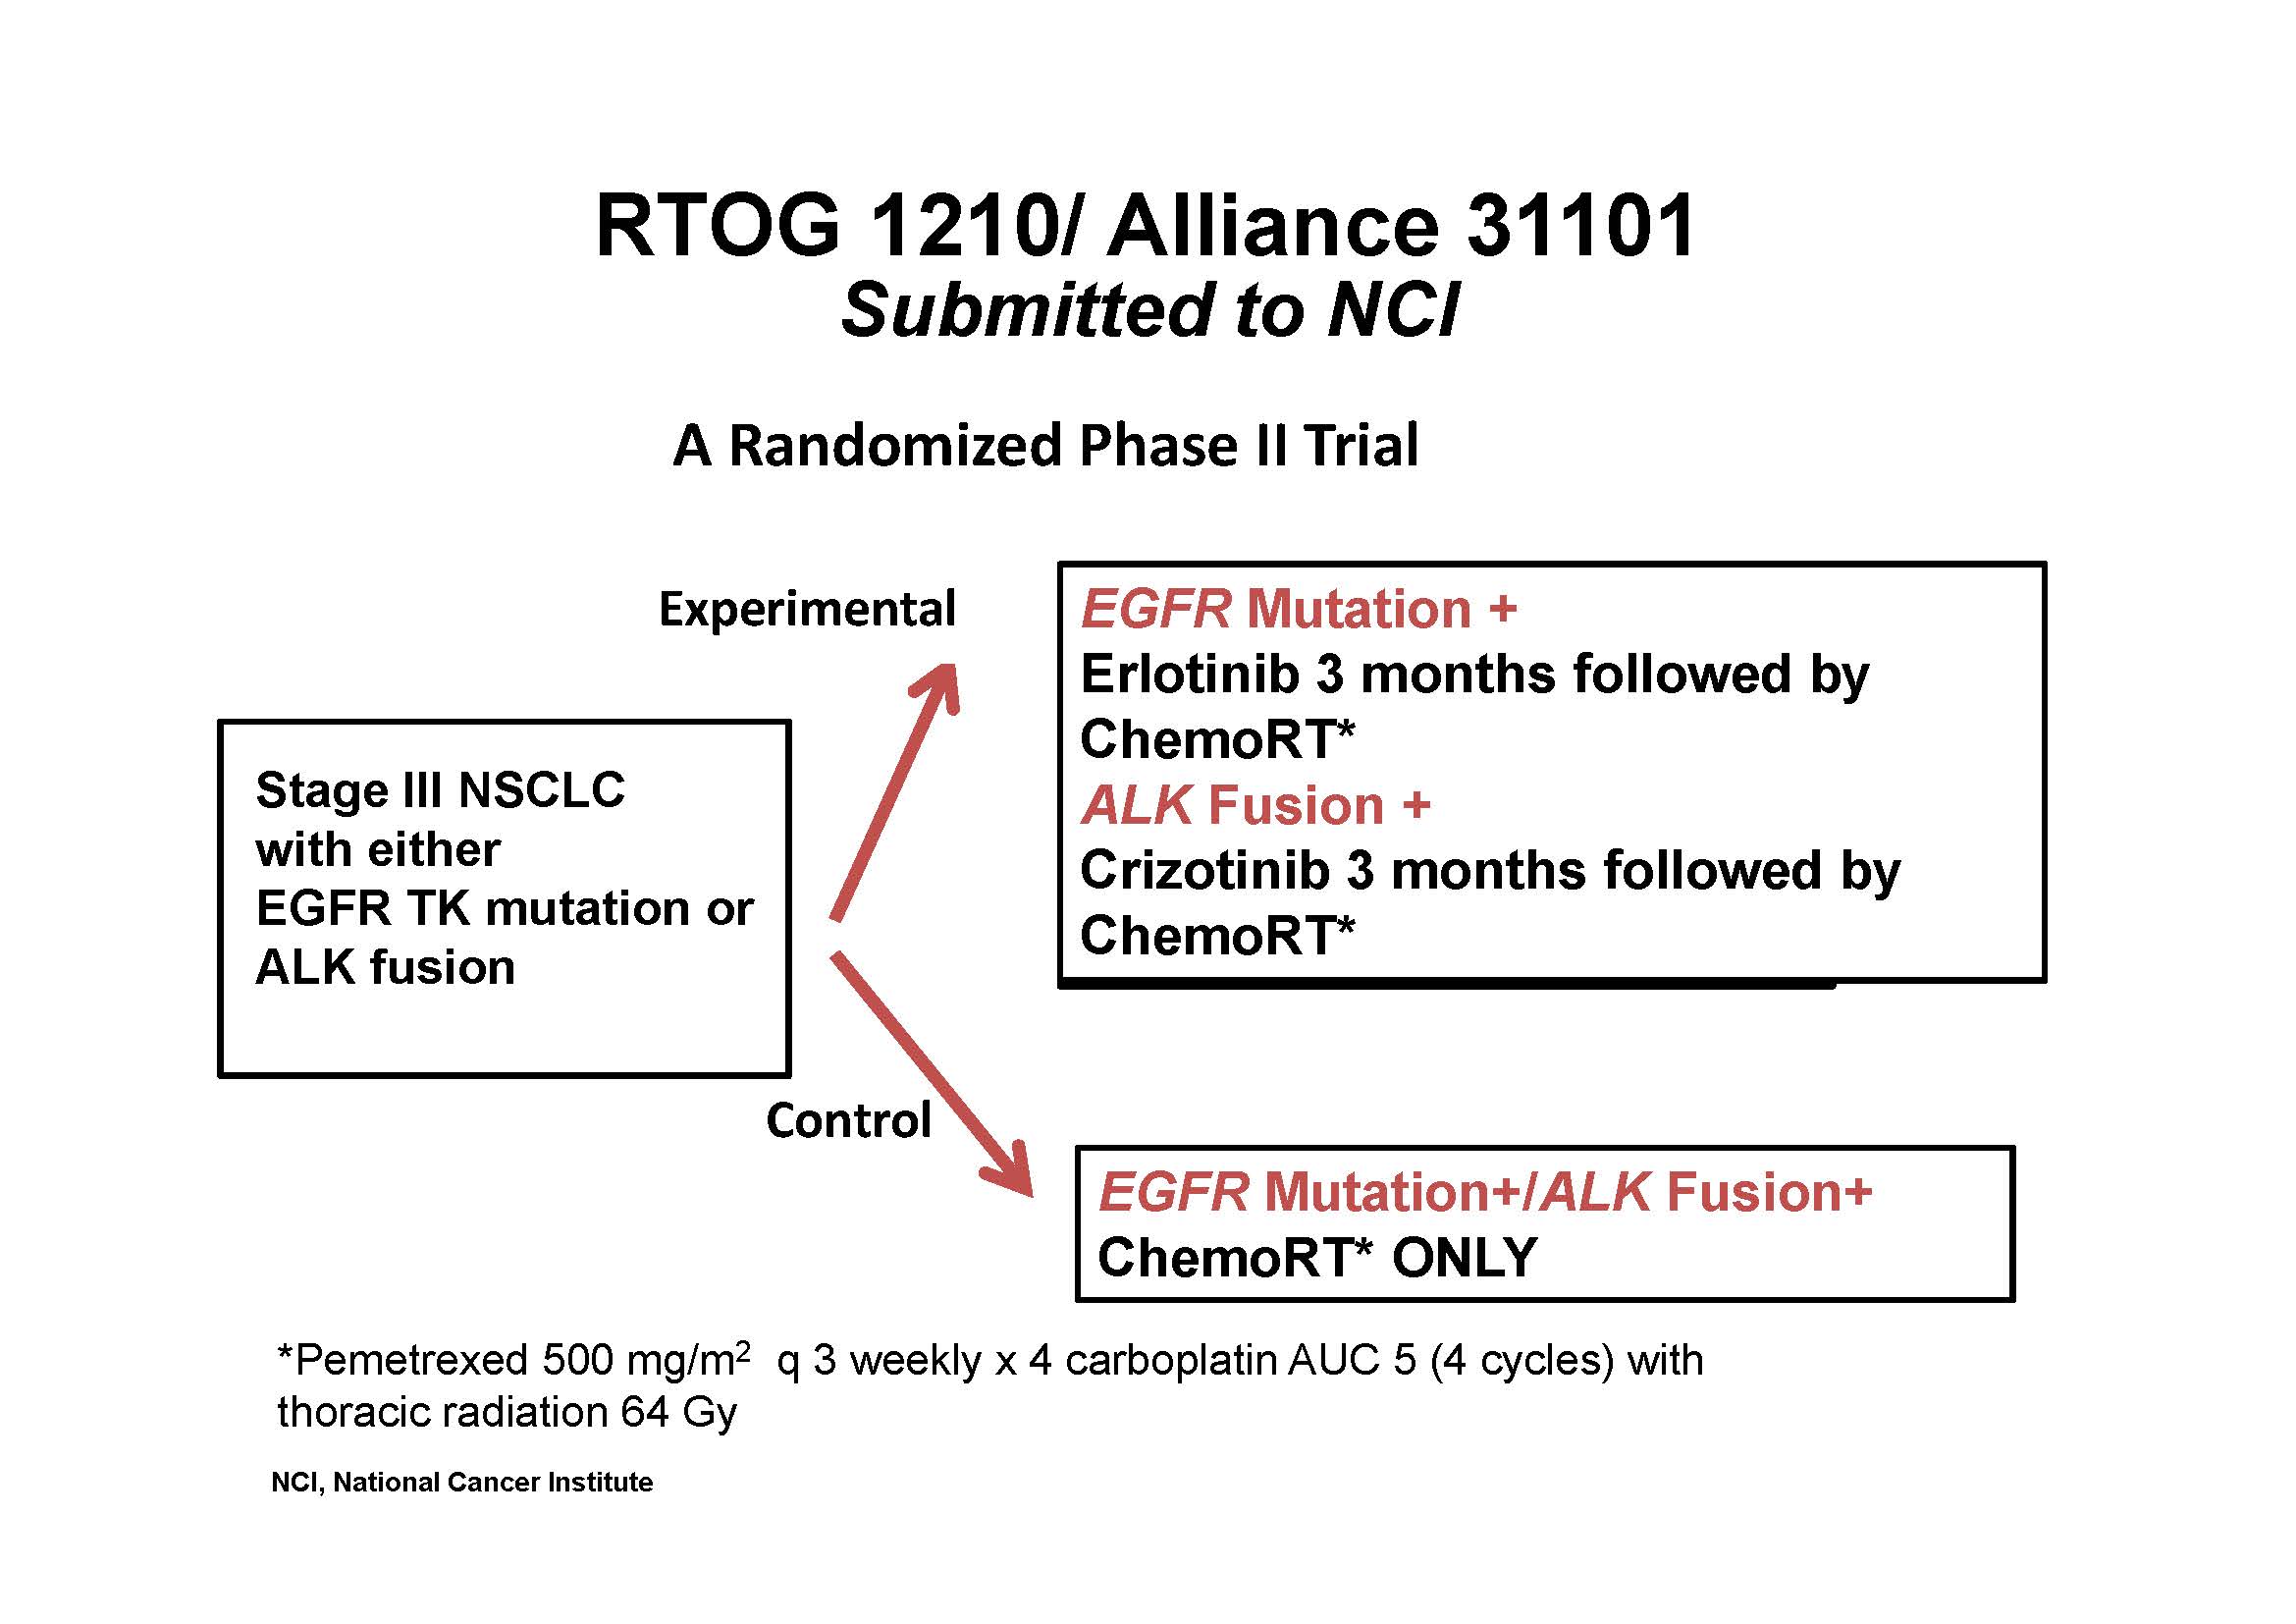 RTOG 1210/ Alliance 31101
Submitted to NCI
A Randomized Phase II Trial
Experimental
EGFR Mutation +
Erlotinib 3 months followed by
ChemoRT*
ALK Fusion +
Crizotinib 3 months followed by
ChemoRT*
Stage III NSCLC
with either
EGFR TK mutation or
ALK fusion
Control
EGFR Mutation+/ALK Fusion+
ChemoRT* ONLY
*Pemetrexed 500 mg/m² q 3 weekly x 4 carboplatin AUC 5 (4 cycles) with
thoracic radiation 64 Gy
NCI, National Cancer Institute